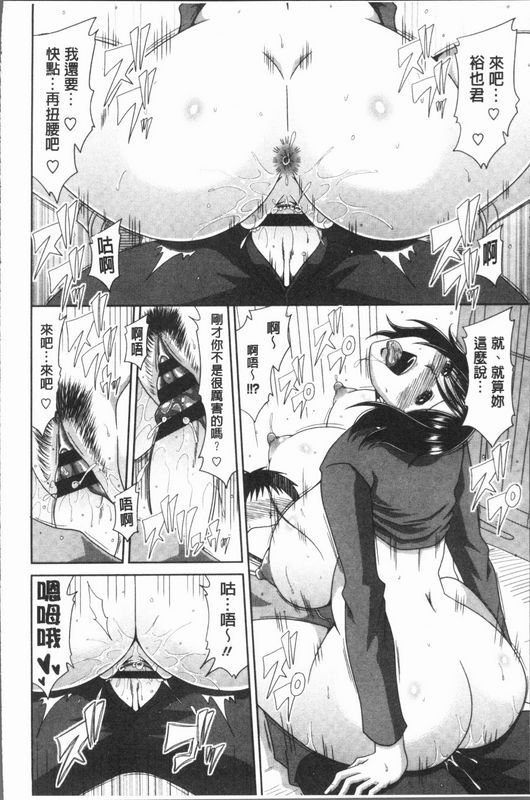 來吧…♥
裕也君
♥
我還要…♥
快點…再扭腰吧
♥
啊
咕啊
就、就算妳
這麼說…
啊～
啊唔～!!?
剛才你不是很厲害的嗎？♥
啊唔
唔啊
來吧…來吧♥
咕…唔～!!
嗯呣哦♥♥